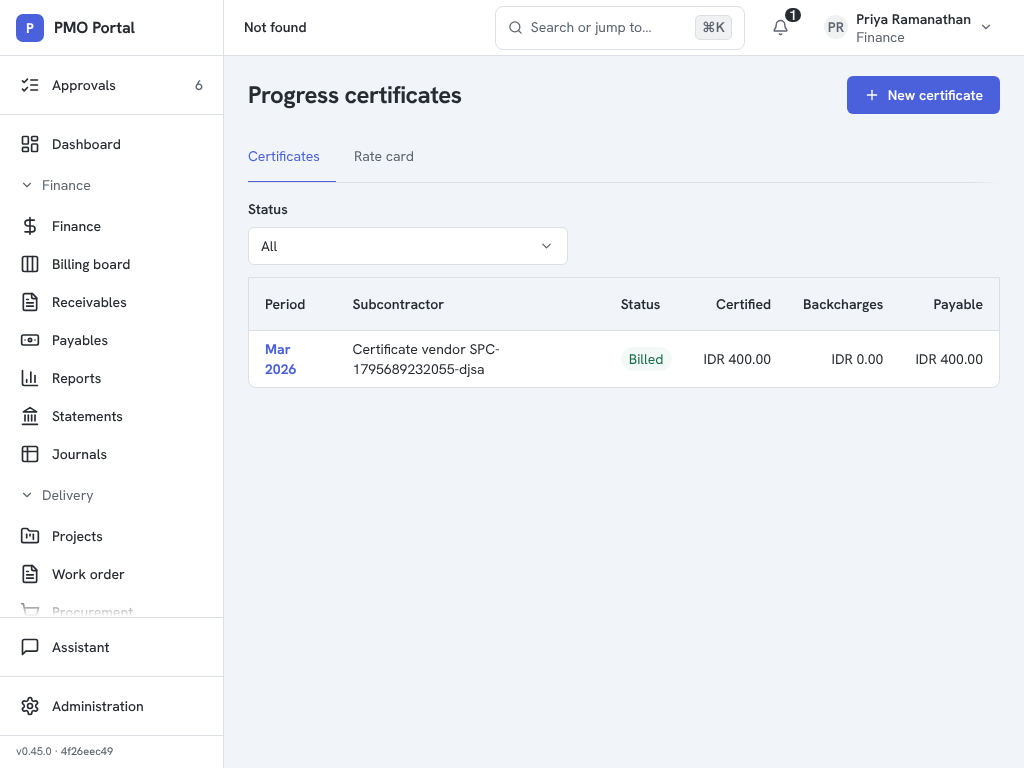 P PMO Portal
Not found
Search or jump to...
⌘K
1
PR
Priya Ramanathan
Finance
Approvals 6
Dashboard
Finance
Finance
Billing board
Receivables
Payables
Reports
Statements
Journals
Delivery
Projects
Work order
Procurement
Assistant
Administration
v0.45.0 · 4f26eec49
Progress certificates
New certificate
Certificates Rate card
Status
All
Period Subcontractor Status Certified Backcharges Payable
Mar 2026 Certificate vendor SPC-
1795689232055-djsa Billed IDR 400.00 IDR 0.00 IDR 400.00